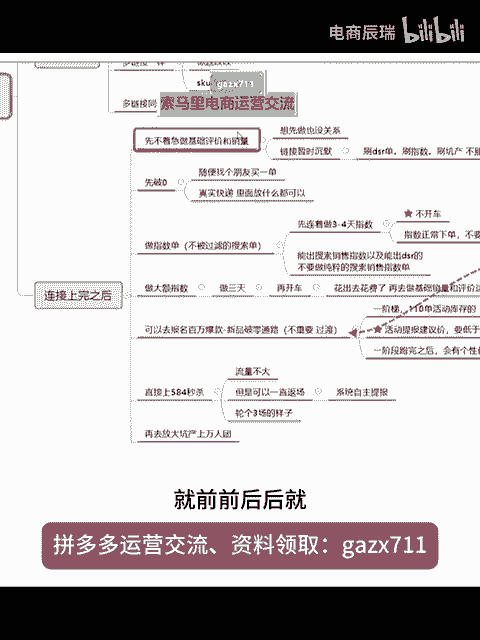 电商辰瑞 bilibili
多链接
sku
gazx711
多链接同
索马里电商运营交流
先不着急做基础评价和销量
想先做也没关系
链接暂时沉默
刷dsr单，刷指数，刷坑产
先破0
随便找个朋友买一单
真实快递 里面放什么都可以
做指数单（不被过滤的搜索单）
先连着做3-4天指数
不开车
指数正常下单，不要
能出搜索销售指数以及能出dsr的
不要做纯粹的搜索销售指数单
连接上完之后
做大额指数
做三天
再开车
花出去花费了 再去做基础销量和评价
可以去报名百万爆款-新品破零通路（不重要 过渡）
一阶梯，110单活动库存的
活动提报建议价，要低于
一阶段跑完之后，会有个性
直接上584秒杀
流量不大
但是可以一直返场
系统自主提报
轮个3场的样子
再去放大坑产上万人团
就前前后后就
拼多多运营交流、资料领取：gazx711